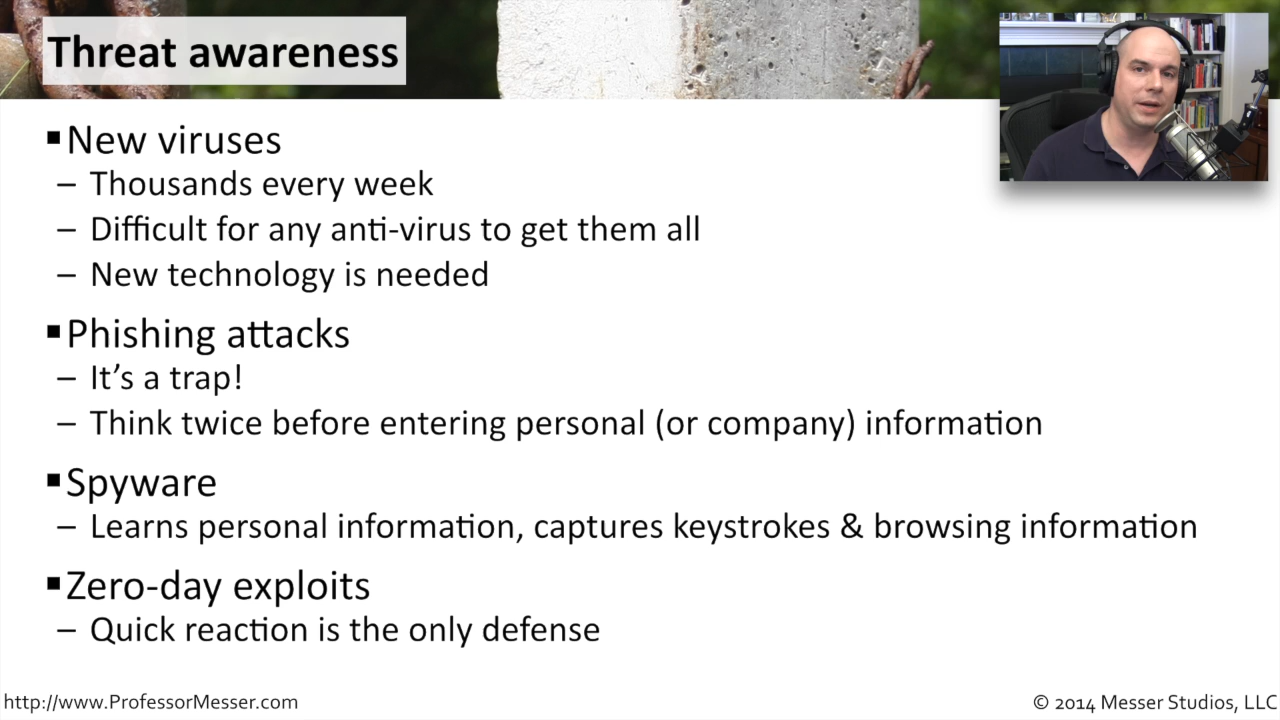 Threat awareness
▪New viruses
– Thousands every week
– Difficult for any anti-virus to get them all
– New technology is needed
▪Phishing attacks
– It’s a trap!
– Think twice before entering personal (or company) information
▪Spyware
– Learns personal information, captures keystrokes & browsing information
▪Zero-day exploits
– Quick reaction is the only defense
http://www.ProfessorMesser.com
© 2014 Messer Studios, LLC